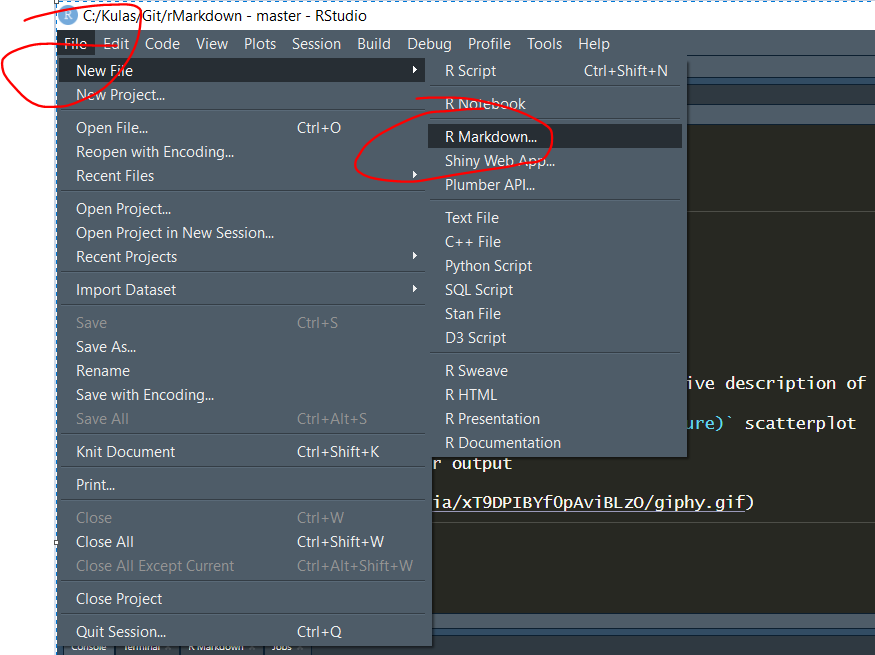 R C:/Kulas/Git/rMarkdown - master - RStudio
File Edit Code View Plots Session Build Debug Profile Tools Help
New File
New Project...
Open File... Ctrl+O
Reopen with Encoding...
Recent Files
Open Project...
Open Project in New Session...
Recent Projects
Import Dataset
Save Ctrl+S
Save As...
Rename
Save with Encoding...
Save All Ctrl+Alt+S
Knit Document Ctrl+Shift+K
Print...
Close Ctrl+W
Close All Ctrl+Shift+W
Close All Except Current Ctrl+Alt+Shift+W
Close Project
Quit Session... Ctrl+Q
R Script Ctrl+Shift+N
R Notebook
R Markdown...
Shiny Web App...
Plumber API...
Text File
C++ File
Python Script
SQL Script
Stan File
D3 Script
R Sweave
R HTML
R Presentation
R Documentation
ive description of
ure)` scatterplot
r output
ia/xT9DPIBYf0pAviBLzO/giphy.gif)
Console Terminal × R Markdown × Jobs ×